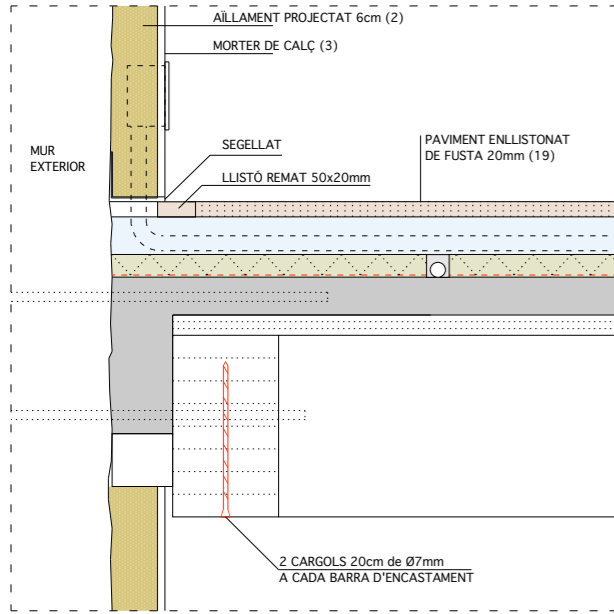 AÏLLAMENT PROJECTAT 6cm (2)
MORTER DE CALÇ (3)
MUR
EXTERIOR
SEGELLAT
LLISTÓ REMAT 50x20mm
PAVIMENT ENLLISTONAT
DE FUSTA 20mm (19)
2 CARGOLS 20cm de Ø7mm
A CADA BARRA D'ENCASTAMENT